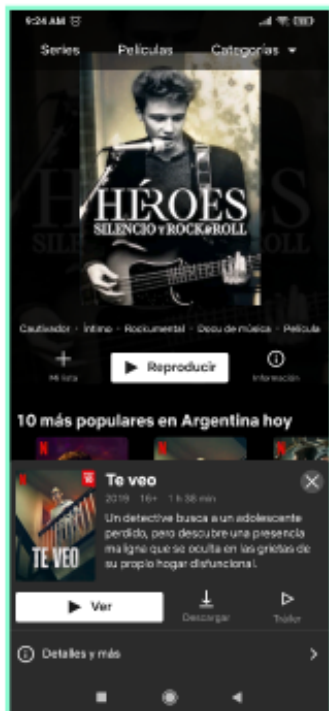 9:24 AM
Series Películas Categorías
HÉROES
SILENCIO Y ROCK&ROLL
Cautivador · Íntimo · Rockumental · Docu de música · Película
Mi lista
Reproducir
Información
10 más populares en Argentina hoy
Te veo
2019 16+ 1 h 38 min
Un detective busca a un adolescente
perdido, pero descubre una presencia
maligna que se oculta en las grietas de
su propio hogar disfuncional.
TE VEO
Ver
Descargar
Tráiler
Detalles y más